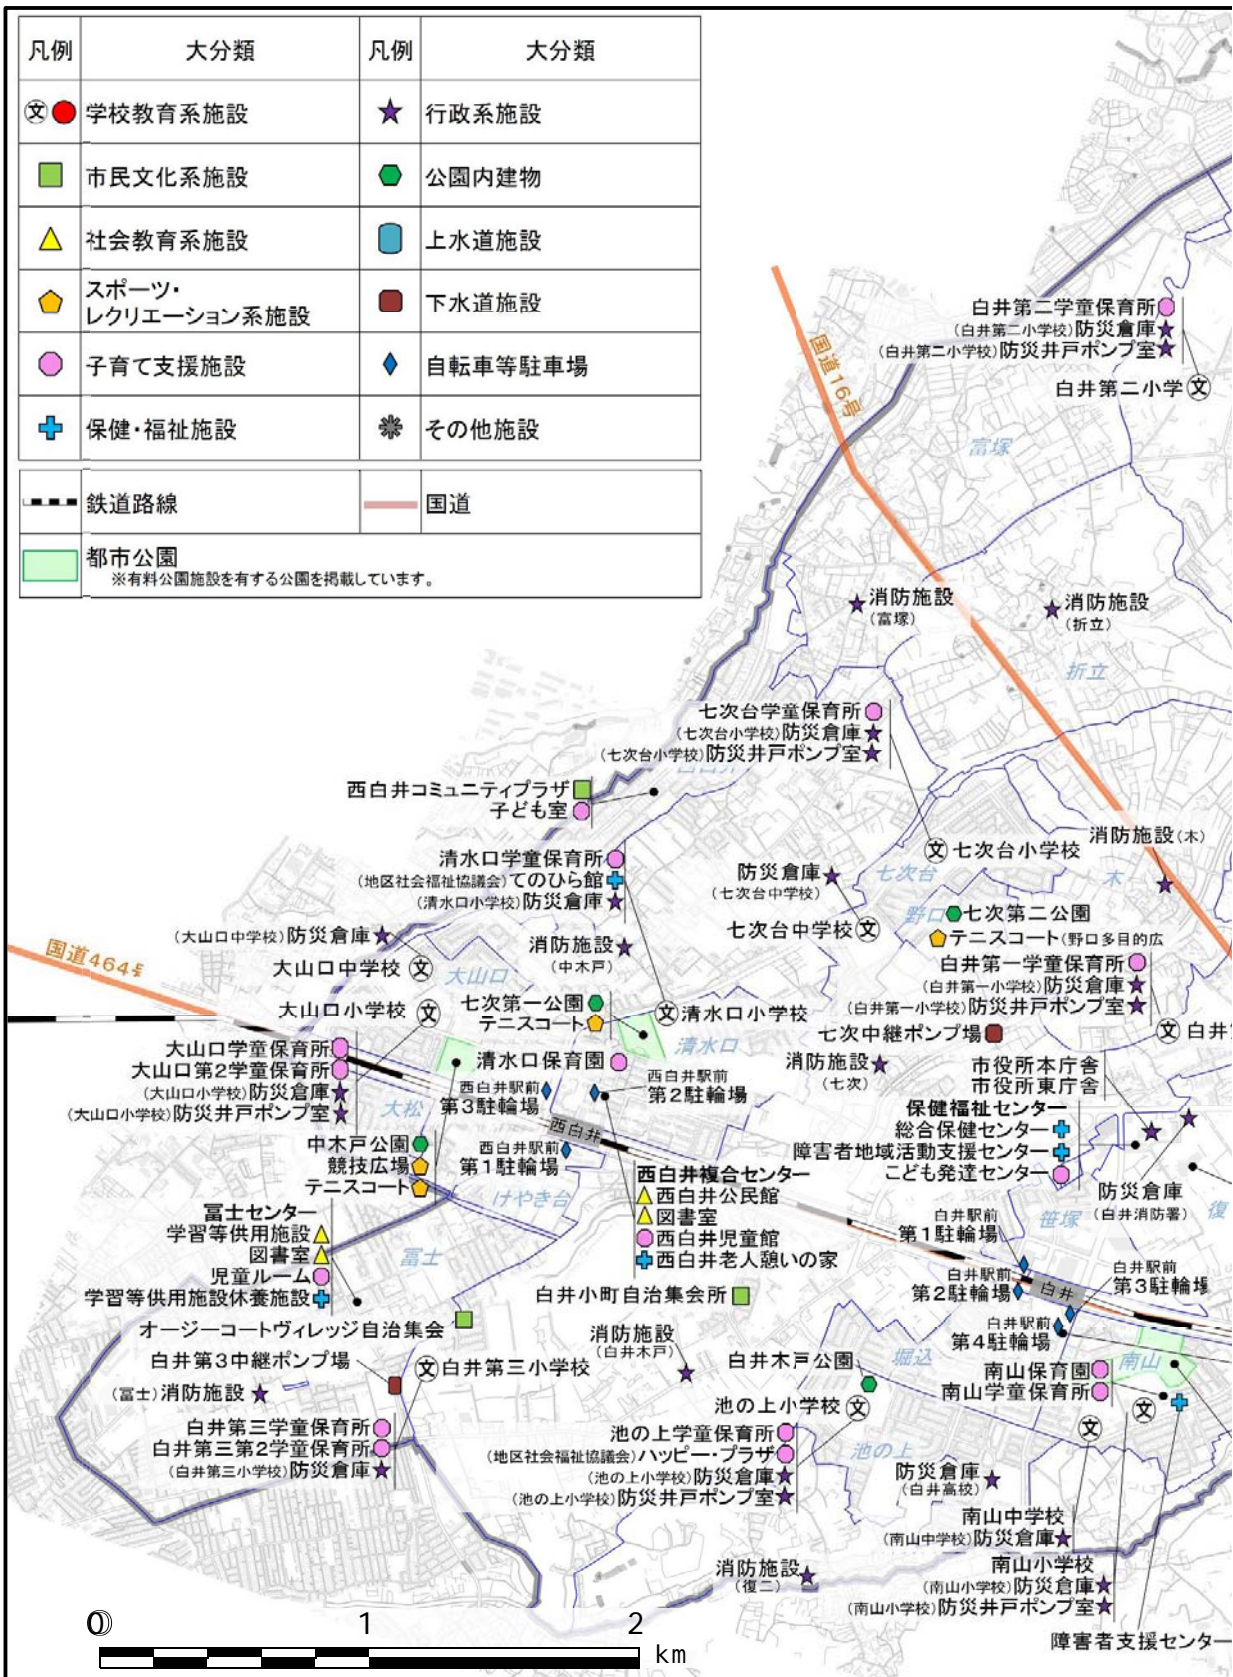 凡例 大分類 凡例 大分類
文 学校教育系施設 行政系施設
市民文化系施設 公園内建物
社会教育系施設 上水道施設
スポーツ・
レクリエーション系施設 下水道施設
子育て支援施設 自転車等駐車場
保健・福祉施設 その他施設
鉄道路線 国道
都市公園
※有料公園施設を有する公園を掲載しています。
白井第二学童保育所
(白井第二小学校)防災倉庫
(白井第二小学校)防災井戸ポンプ室
白井第二小学 文
国道16号
富塚
消防施設
(富塚)
消防施設
(折立)
折立
七次台学童保育所
(七次台小学校)防災倉庫
(七次台小学校)防災井戸ポンプ室
西白井コミュニティプラザ
子ども室
消防施設(木)
文 七次台小学校
清水口学童保育所
(地区社会福祉協議会)てのひら館
(清水口小学校)防災倉庫
防災倉庫
(七次台中学校)
七次台
木
野口
七次第二公園
七次台中学校 文
テニスコート(野口多目的広
国道464号
(大山口中学校)防災倉庫
大山口中学校 文
消防施設
(中木戸)
大山口
白井第一学童保育所
(白井第一小学校)防災倉庫
(白井第一小学校)防災井戸ポンプ室
大山口小学校 文
七次第一公園
テニスコート
文 清水口小学校
七次中継ポンプ場
文 白井
大山口学童保育所
大山口第2学童保育所
(大山口小学校)防災倉庫
(大山口小学校)防災井戸ポンプ室
清水口保育園
清水口
消防施設
(七次)
市役所本庁舎
市役所東庁舎
西白井駅前
第3駐輪場
西白井駅前
第2駐輪場
大松
西白井
保健福祉センター
総合保健センター
障害者地域活動支援センター
こども発達センター
中木戸公園
競技広場
テニスコート
西白井駅前
第1駐輪場
けやき台
西白井複合センター
西白井公民館
図書室
西白井児童館
西白井老人憩いの家
防災倉庫
(白井消防署)
笹塚
復
冨士センター
学習等供用施設
図書室
児童ルーム
学習等供用施設休養施設
冨士
白井駅前
第1駐輪場
白井駅前
第2駐輪場
白井
白井駅前
第3駐輪場
白井駅前
第4駐輪場
白井小町自治集会所
オージーコートヴィレッジ自治集会
消防施設
(白井木戸)
白井木戸公園
堀込
南山
白井第3中継ポンプ場
文 白井第三小学校
(冨士)消防施設
南山保育園
南山学童保育所
池の上小学校 文
文
文
白井第三学童保育所
白井第三第2学童保育所
(白井第三小学校)防災倉庫
池の上学童保育所
(地区社会福祉協議会)ハッピー・プラザ
(池の上小学校)防災倉庫
(池の上小学校)防災井戸ポンプ室
池の上
防災倉庫
(白井高校)
南山中学校
(南山中学校)防災倉庫
消防施設
(復二)
南山小学校
(南山小学校)防災倉庫
(南山小学校)防災井戸ポンプ室
障害者支援センター
0 1 2
km